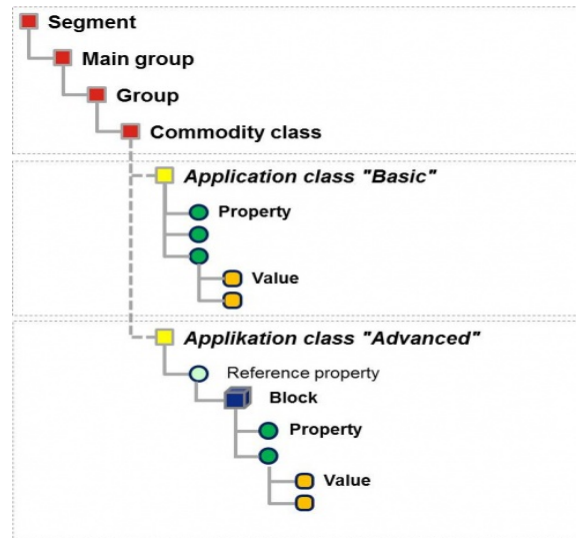 Segment
Main group
Group
Commodity class
Application class "Basic"
Property
Value
Applikation class "Advanced"
Reference property
Block
Property
Value